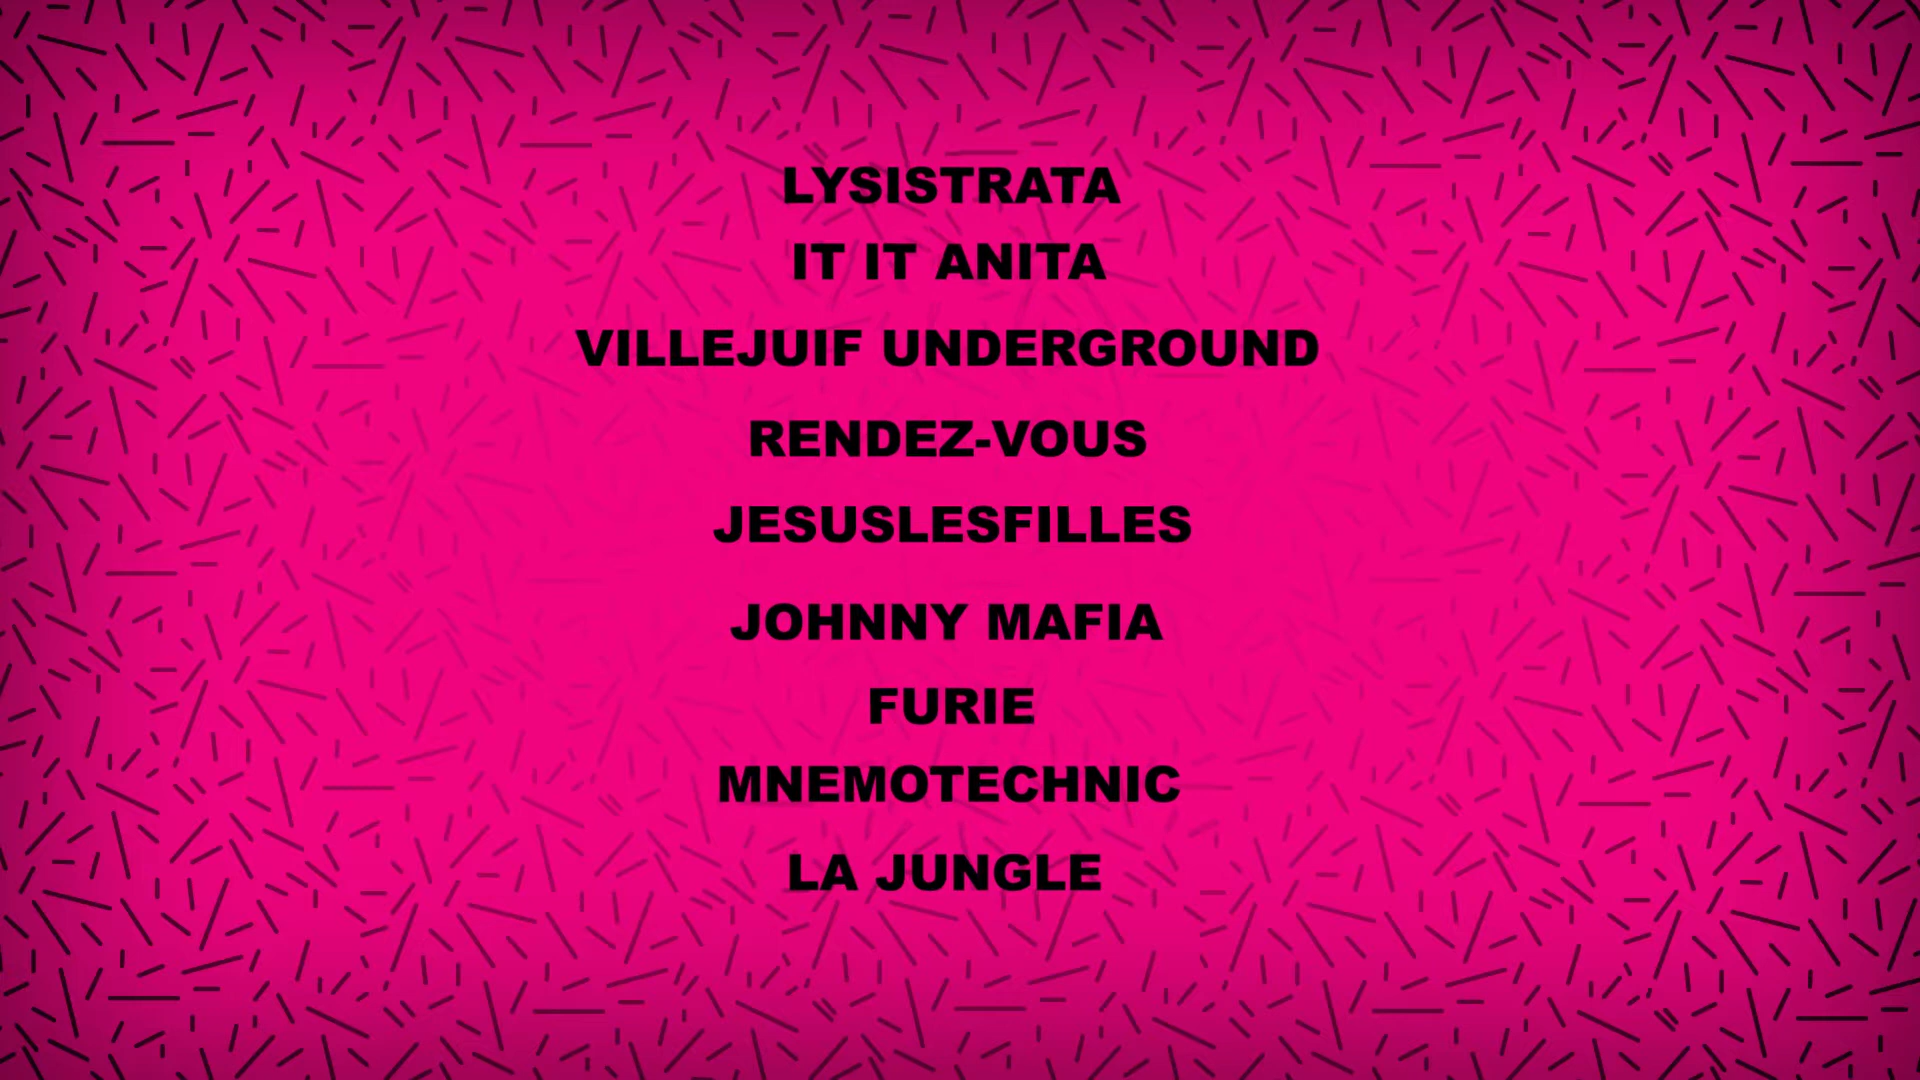 LYSISTRATA
IT IT ANITA
VILLEJUIF UNDERGROUND
RENDEZ-VOUS
JESUSLESFILLES
JOHNNY MAFIA
FURIE
MNEMOTECHNIC
LA JUNGLE